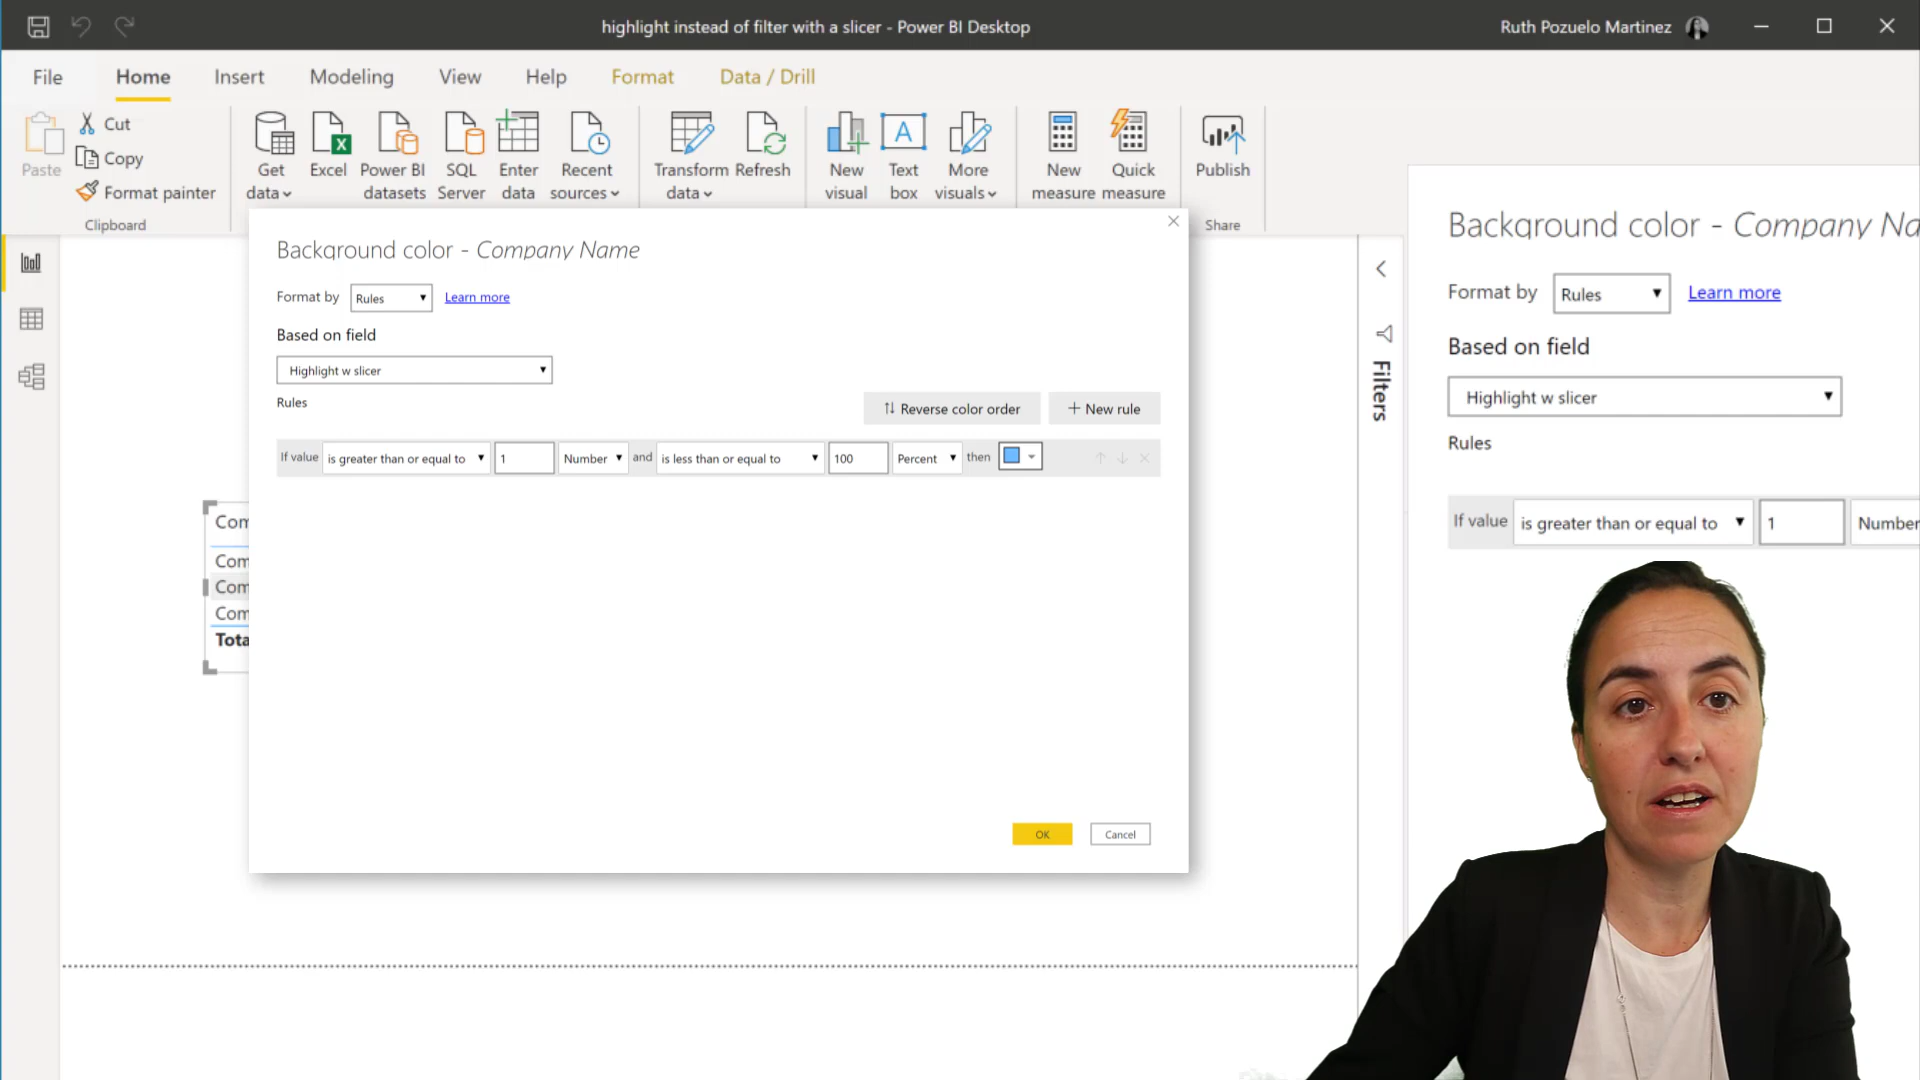 highlight instead of filter with a slicer - Power BI Desktop
Ruth Pozuelo Martinez
File Home Insert Modeling View Help Format Data / Drill
Paste
Cut
Copy
Format painter
Clipboard
Get data
Excel
Power BI datasets
SQL Server
Enter data
Recent sources
Transform data
Refresh
New visual
Text box
More visuals
New measure
Quick measure
Publish
Share
Background color - Company Name
Format by Rules Learn more
Based on field
Highlight w slicer
Rules
Reverse color order
New rule
If value is greater than or equal to 1 Number and is less than or equal to 100 Percent then
OK Cancel
Com
Com
Com
Com
Tota
Filters
Background color - Company Na
Format by Rules Learn more
Based on field
Highlight w slicer
Rules
If value is greater than or equal to 1 Number